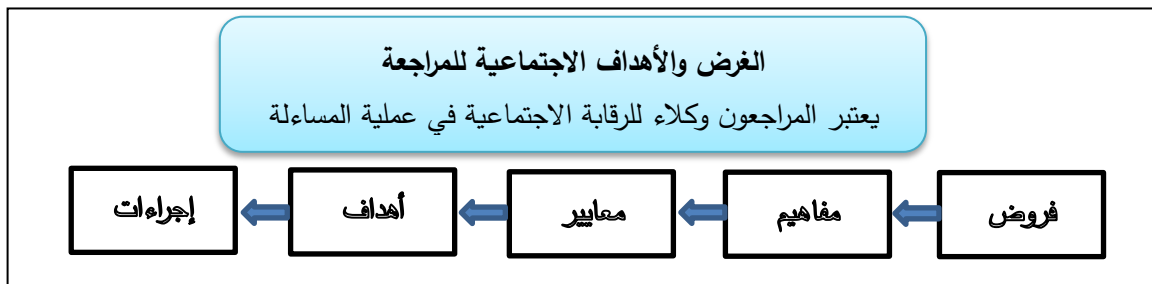 الغرض والأهداف الاجتماعية للمراجعة
يعتبر المراجعون وكلاء للرقابة الاجتماعية في عملية المساءلة
فروض
مفاهيم
معايير
أهداف
إجراءات